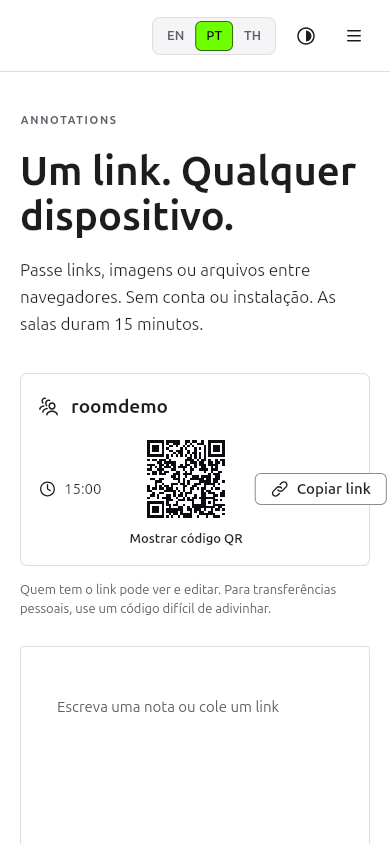 EN PT TH
ANNOTATIONS
Um link. Qualquer
dispositivo.
Passe links, imagens ou arquivos entre
navegadores. Sem conta ou instalação. As
salas duram 15 minutos.
roomdemo
15:00
Copiar link
Mostrar código QR
Quem tem o link pode ver e editar. Para transferências
pessoais, use um código difícil de adivinhar.
Escreva uma nota ou cole um link